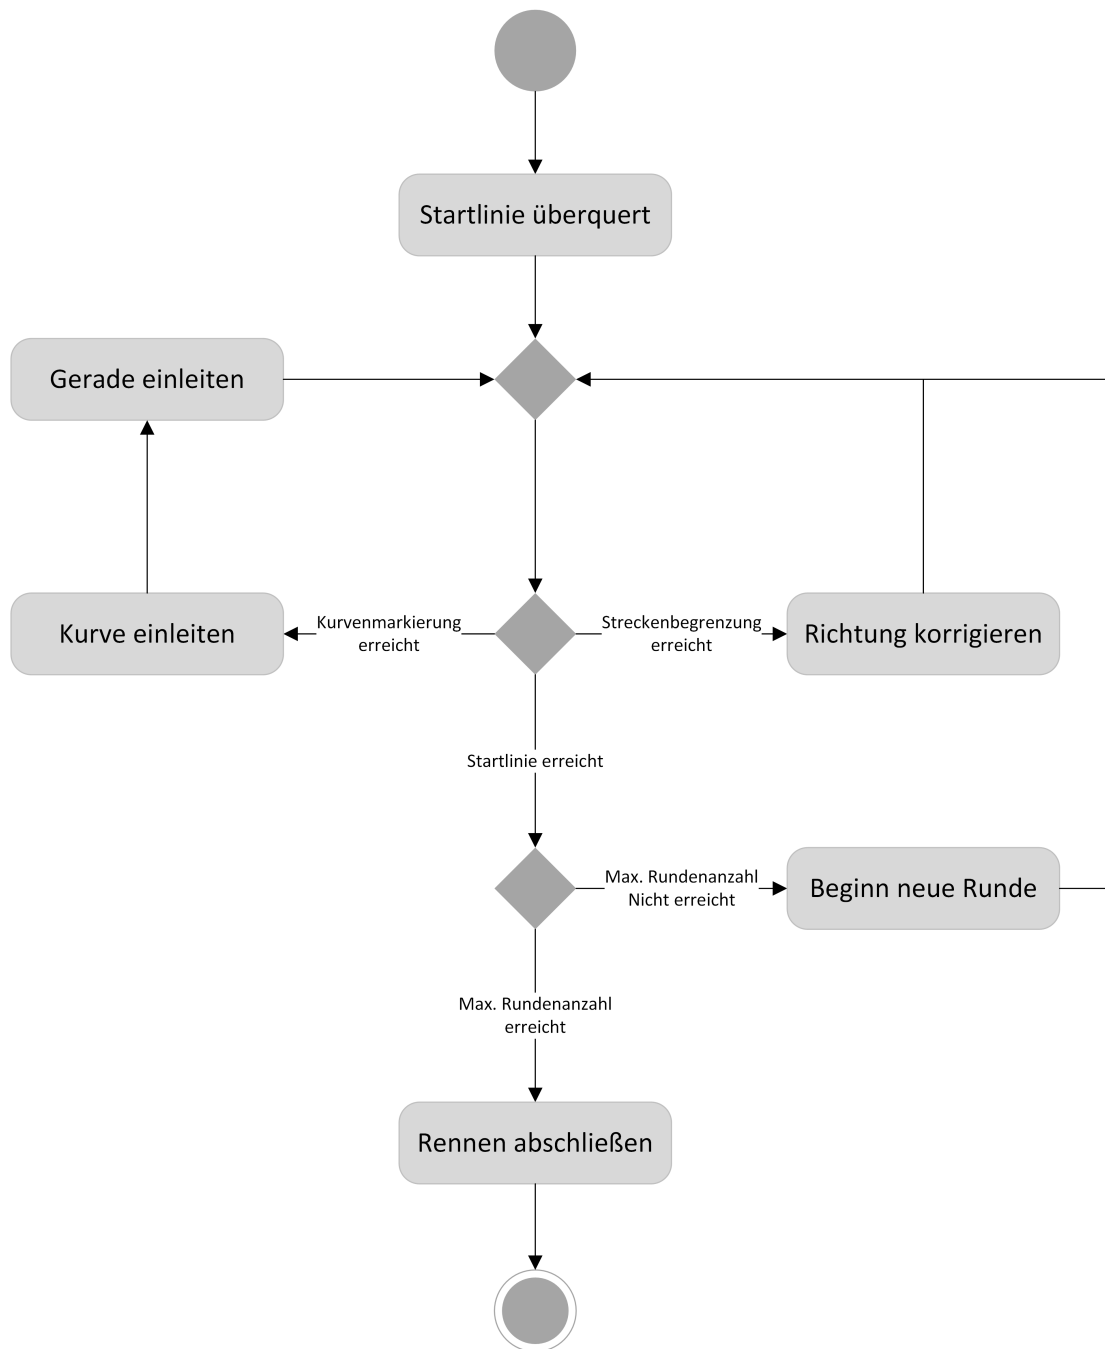 Startlinie überquert
Gerade einleiten
Kurve einleiten
Kurvenmarkierung
erreicht
Streckenbegrenzung
erreicht
Richtung korrigieren
Startlinie erreicht
Max. Rundenanzahl
Nicht erreicht
Beginn neue Runde
Max. Rundenanzahl
erreicht
Rennen abschließen